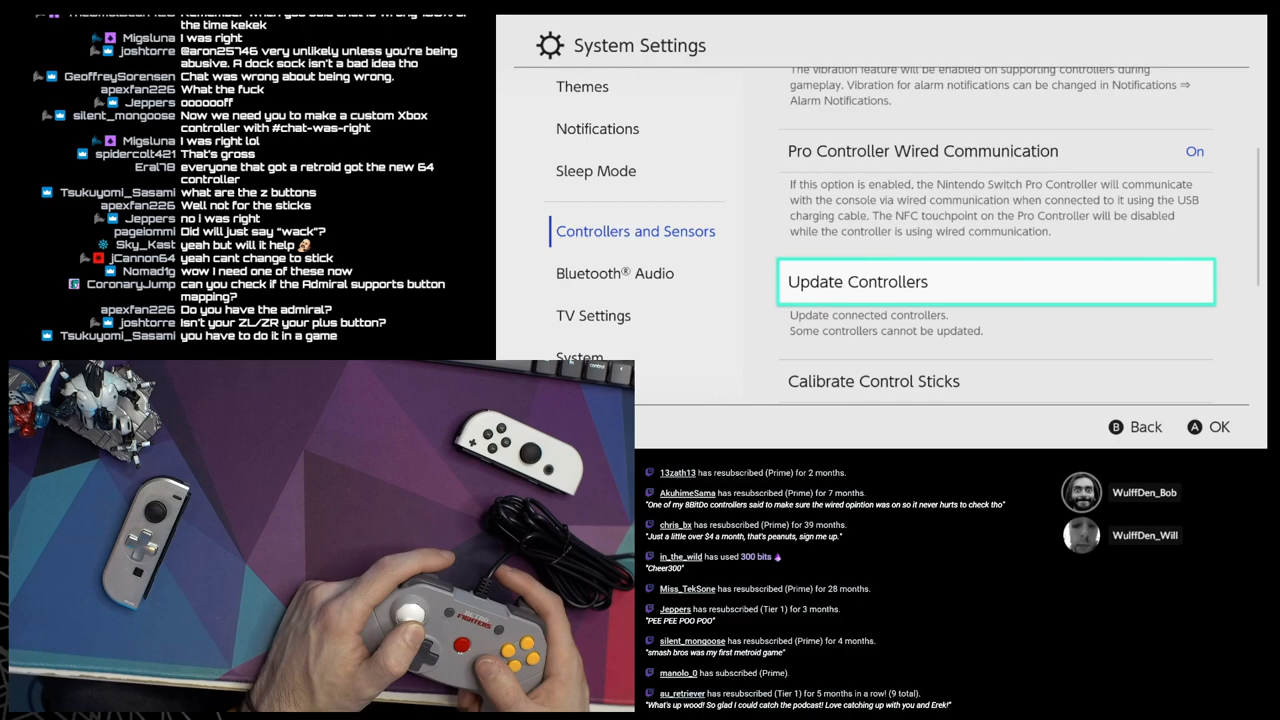 the time kekek
Migsluna I was right
joshtorre @aron25746 very unlikely unless you're being
abusive. A dock sock isn't a bad idea tho
GeoffreySorensen Chat was wrong about being wrong.
apexfan226 What the fuck
Jeppers ooooooff
silent_mongoose Now we need you to make a custom Xbox
controller with #chat-was-right
Migsluna I was right lol
spidercolt421 That's gross
Eral78 everyone that got a retroid got the new 64
controller
Tsukuyomi_Sasami what are the z buttons
apexfan226 Well not for the sticks
Jeppers no i was right
pageiommi Did will just say "wack"?
Sky_Kast yeah but will it help
jCannon64 yeah cant change to stick
Nomad1g wow I need one of these now
CoronaryJump can you check if the Admiral supports button
mapping?
apexfan226 Do you have the admiral?
joshtorre Isn't your ZL/ZR your plus button?
Tsukuyomi_Sasami you have to do it in a game
System Settings
Themes
Notifications
Sleep Mode
Controllers and Sensors
Bluetooth® Audio
TV Settings
System
The vibration feature will be enabled on supporting controllers during
gameplay. Vibration for alarm notifications can be changed in Notifications ⇒
Alarm Notifications.
Pro Controller Wired Communication On
If this option is enabled, the Nintendo Switch Pro Controller will communicate
with the console via wired communication when connected to it using the USB
charging cable. The NFC touchpoint on the Pro Controller will be disabled
while the controller is using wired communication.
Update Controllers
Update connected controllers.
Some controllers cannot be updated.
Calibrate Control Sticks
B Back A OK
RETRO
FIGHTERS
13zath13 has resubscribed (Prime) for 2 months.
AkuhimeSama has resubscribed (Prime) for 7 months.
"One of my 8BitDo controllers said to make sure the wired opintion was on so it never hurts to check tho"
chris_bx has resubscribed (Prime) for 39 months.
"Just a little over $4 a month, that's peanuts, sign me up."
in_the_wild has used 300 bits
"Cheer300"
Miss_TekSone has resubscribed (Prime) for 28 months.
Jeppers has resubscribed (Tier 1) for 3 months.
"PEE PEE POO POO"
silent_mongoose has resubscribed (Prime) for 4 months.
"smash bros was my first metroid game"
manolo_0 has subscribed (Prime).
au_retriever has resubscribed (Tier 1) for 5 months in a row! (9 total).
"What's up wood! So glad I could catch the podcast! Love catching up with you and Erek!"
WulffDen_Bob
WulffDen_Will